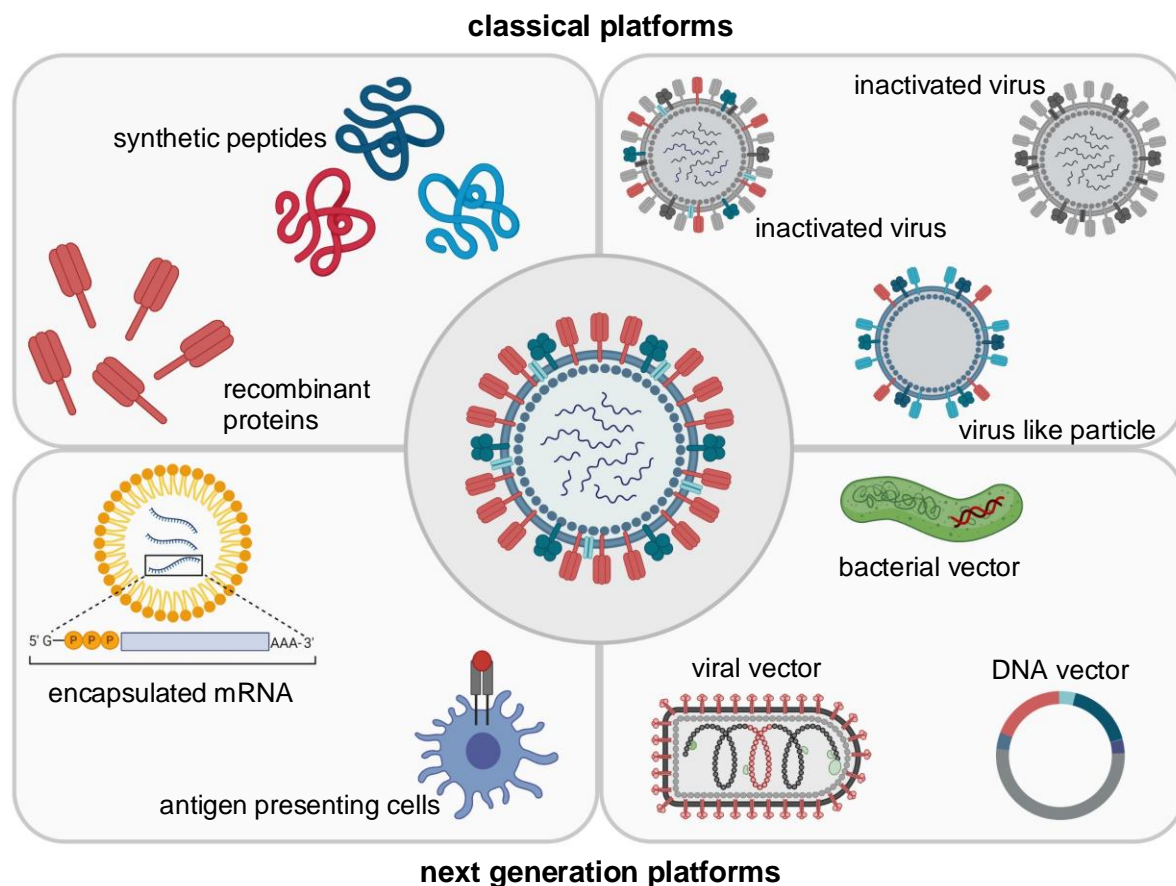 classical platforms
synthetic peptides
recombinant
proteins
inactivated virus
inactivated virus
virus like particle
5' G
P P P
AAA-3'
encapsulated mRNA
antigen presenting cells
bacterial vector
viral vector
DNA vector
next generation platforms